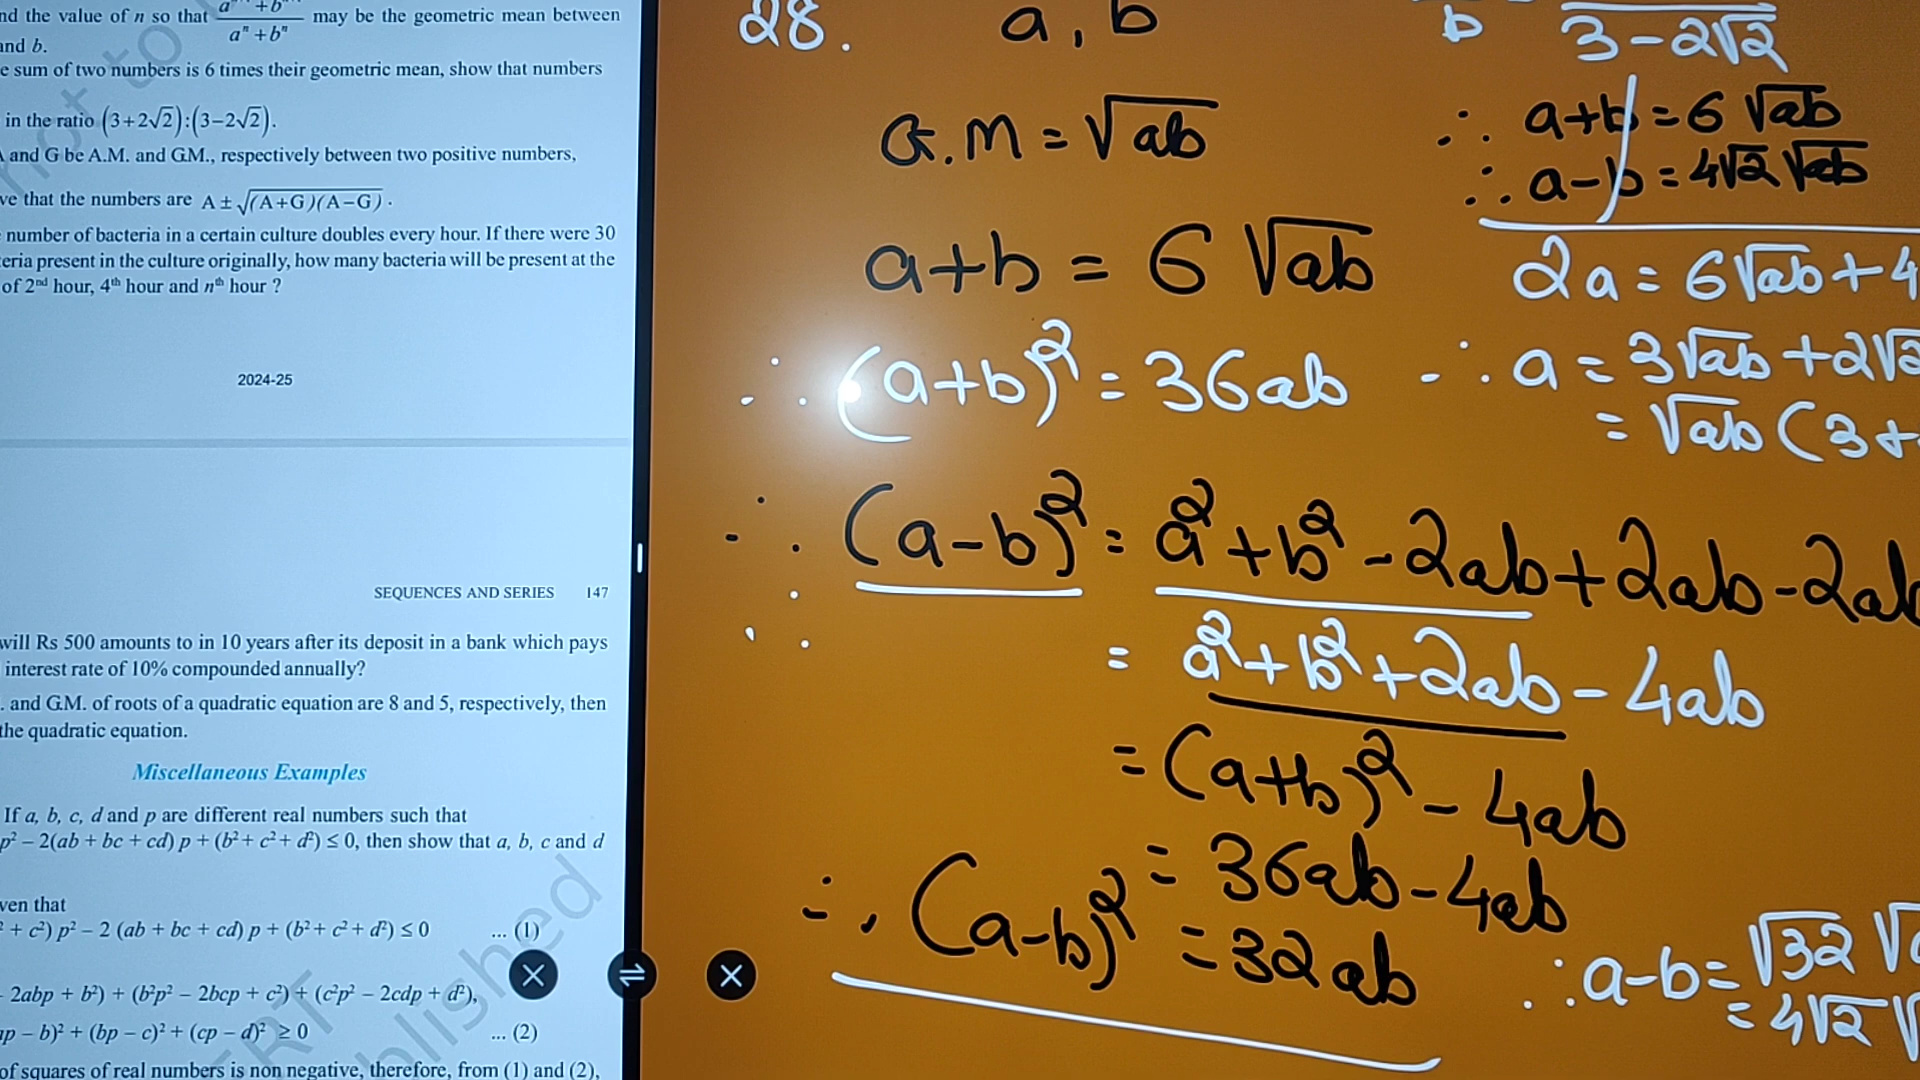 nd the value of n so that a + b / aⁿ + bⁿ may be the geometric mean between
and b.
e sum of two numbers is 6 times their geometric mean, show that numbers
in the ratio (3+2√2):(3−2√2).
and G be A.M. and G.M., respectively between two positive numbers,
ve that the numbers are A ± √(A+G)(A−G) .
number of bacteria in a certain culture doubles every hour. If there were 30
eria present in the culture originally, how many bacteria will be present at the
of 2nd hour, 4th hour and nth hour ?
2024-25
SEQUENCES AND SERIES 147
will Rs 500 amounts to in 10 years after its deposit in a bank which pays
interest rate of 10% compounded annually?
. and G.M. of roots of a quadratic equation are 8 and 5, respectively, then
the quadratic equation.
Miscellaneous Examples
If a, b, c, d and p are different real numbers such that
p² − 2(ab + bc + cd) p + (b² + c² + d²) ≤ 0, then show that a, b, c and d
ven that
² + c²) p² − 2 (ab + bc + cd) p + (b² + c² + d²) ≤ 0 ... (1)
2abp + b²) + (b²p² − 2bcp + c²) + (c²p² − 2cdp + d²),
p − b)² + (bp − c)² + (cp − d)² ≥ 0 ... (2)
of squares of real numbers is non negative, therefore, from (1) and (2),
not to
blished
28. a, b
G.M = √ab
a+b = 6 √ab
∴ (a+b)² = 36ab
∴ (a−b)² = a² + b² − 2ab + 2ab − 2ab
= a² + b² + 2ab − 4ab
= (a+b)² − 4ab
= 36ab − 4ab
∴ (a−b)² = 32ab
b 3−2√2
∴ a+b = 6√ab
∴ a−b = 4√2 √ab
2a = 6√ab + 4
∴ a = 3√ab + 2√2
= √ab (3+
∴ a−b = √32 √
= 4√2 √